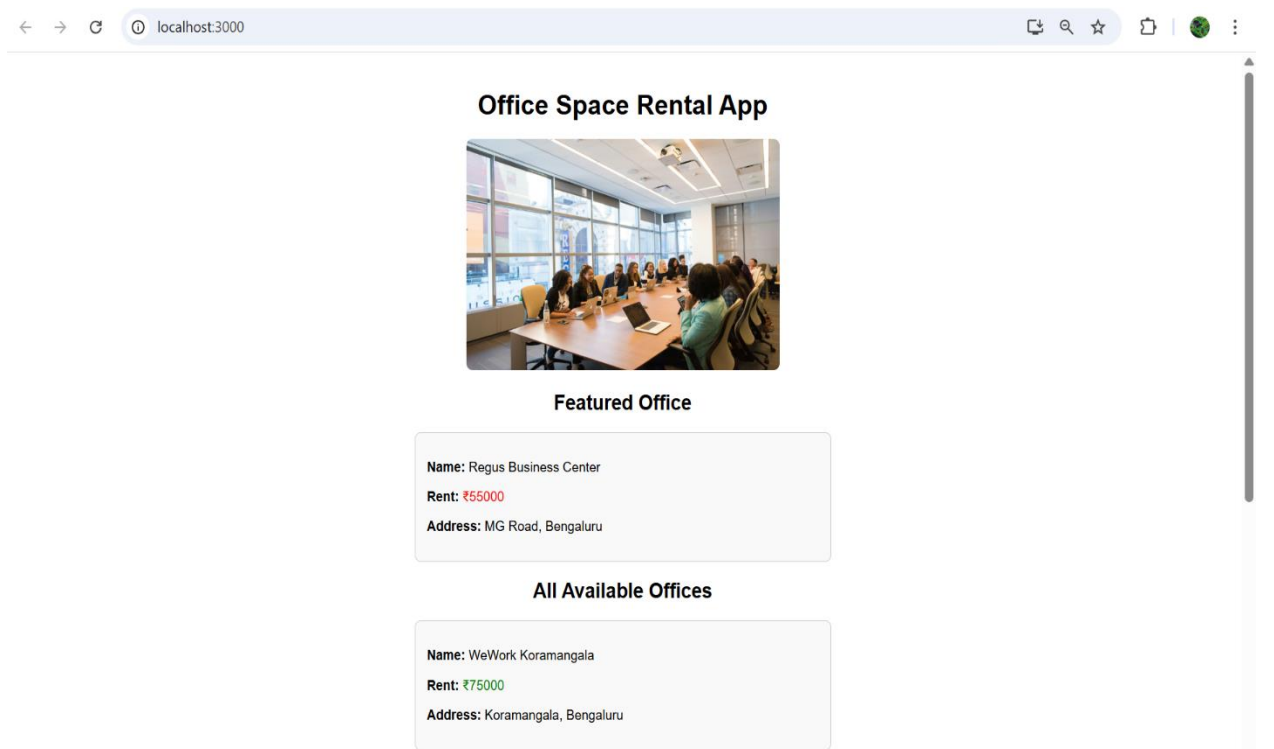 localhost:3000
Office Space Rental App
Featured Office
Name: Regus Business Center
Rent: ₹55000
Address: MG Road, Bengaluru
All Available Offices
Name: WeWork Koramangala
Rent: ₹75000
Address: Koramangala, Bengaluru